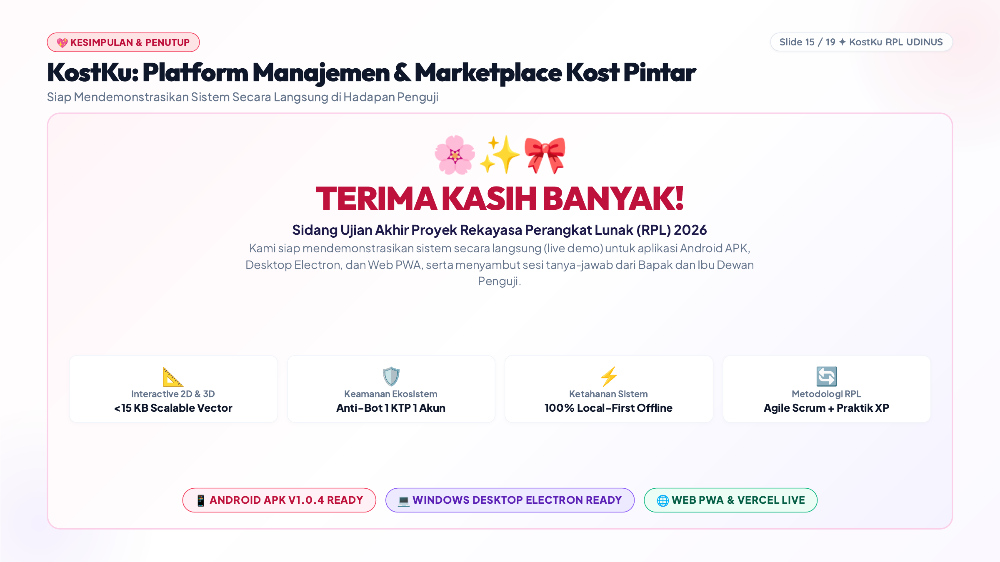 💖 KESIMPULAN & PENUTUP
Slide 15 / 19 ✦ KostKu RPL UDINUS
KostKu: Platform Manajemen & Marketplace Kost Pintar
Siap Mendemonstrasikan Sistem Secara Langsung di Hadapan Penguji
🌸✨🎀
TERIMA KASIH BANYAK!
Sidang Ujian Akhir Proyek Rekayasa Perangkat Lunak (RPL) 2026
Kami siap mendemonstrasikan sistem secara langsung (live demo) untuk aplikasi Android APK,
Desktop Electron, dan Web PWA, serta menyambut sesi tanya-jawab dari Bapak dan Ibu Dewan
Penguji.
📐
Interactive 2D & 3D
<15 KB Scalable Vector
🛡️
Keamanan Ekosistem
Anti-Bot 1 KTP 1 Akun
⚡
Ketahanan Sistem
100% Local-First Offline
🔄
Metodologi RPL
Agile Scrum + Praktik XP
📱 ANDROID APK V1.0.4 READY
💻 WINDOWS DESKTOP ELECTRON READY
🌐 WEB PWA & VERCEL LIVE